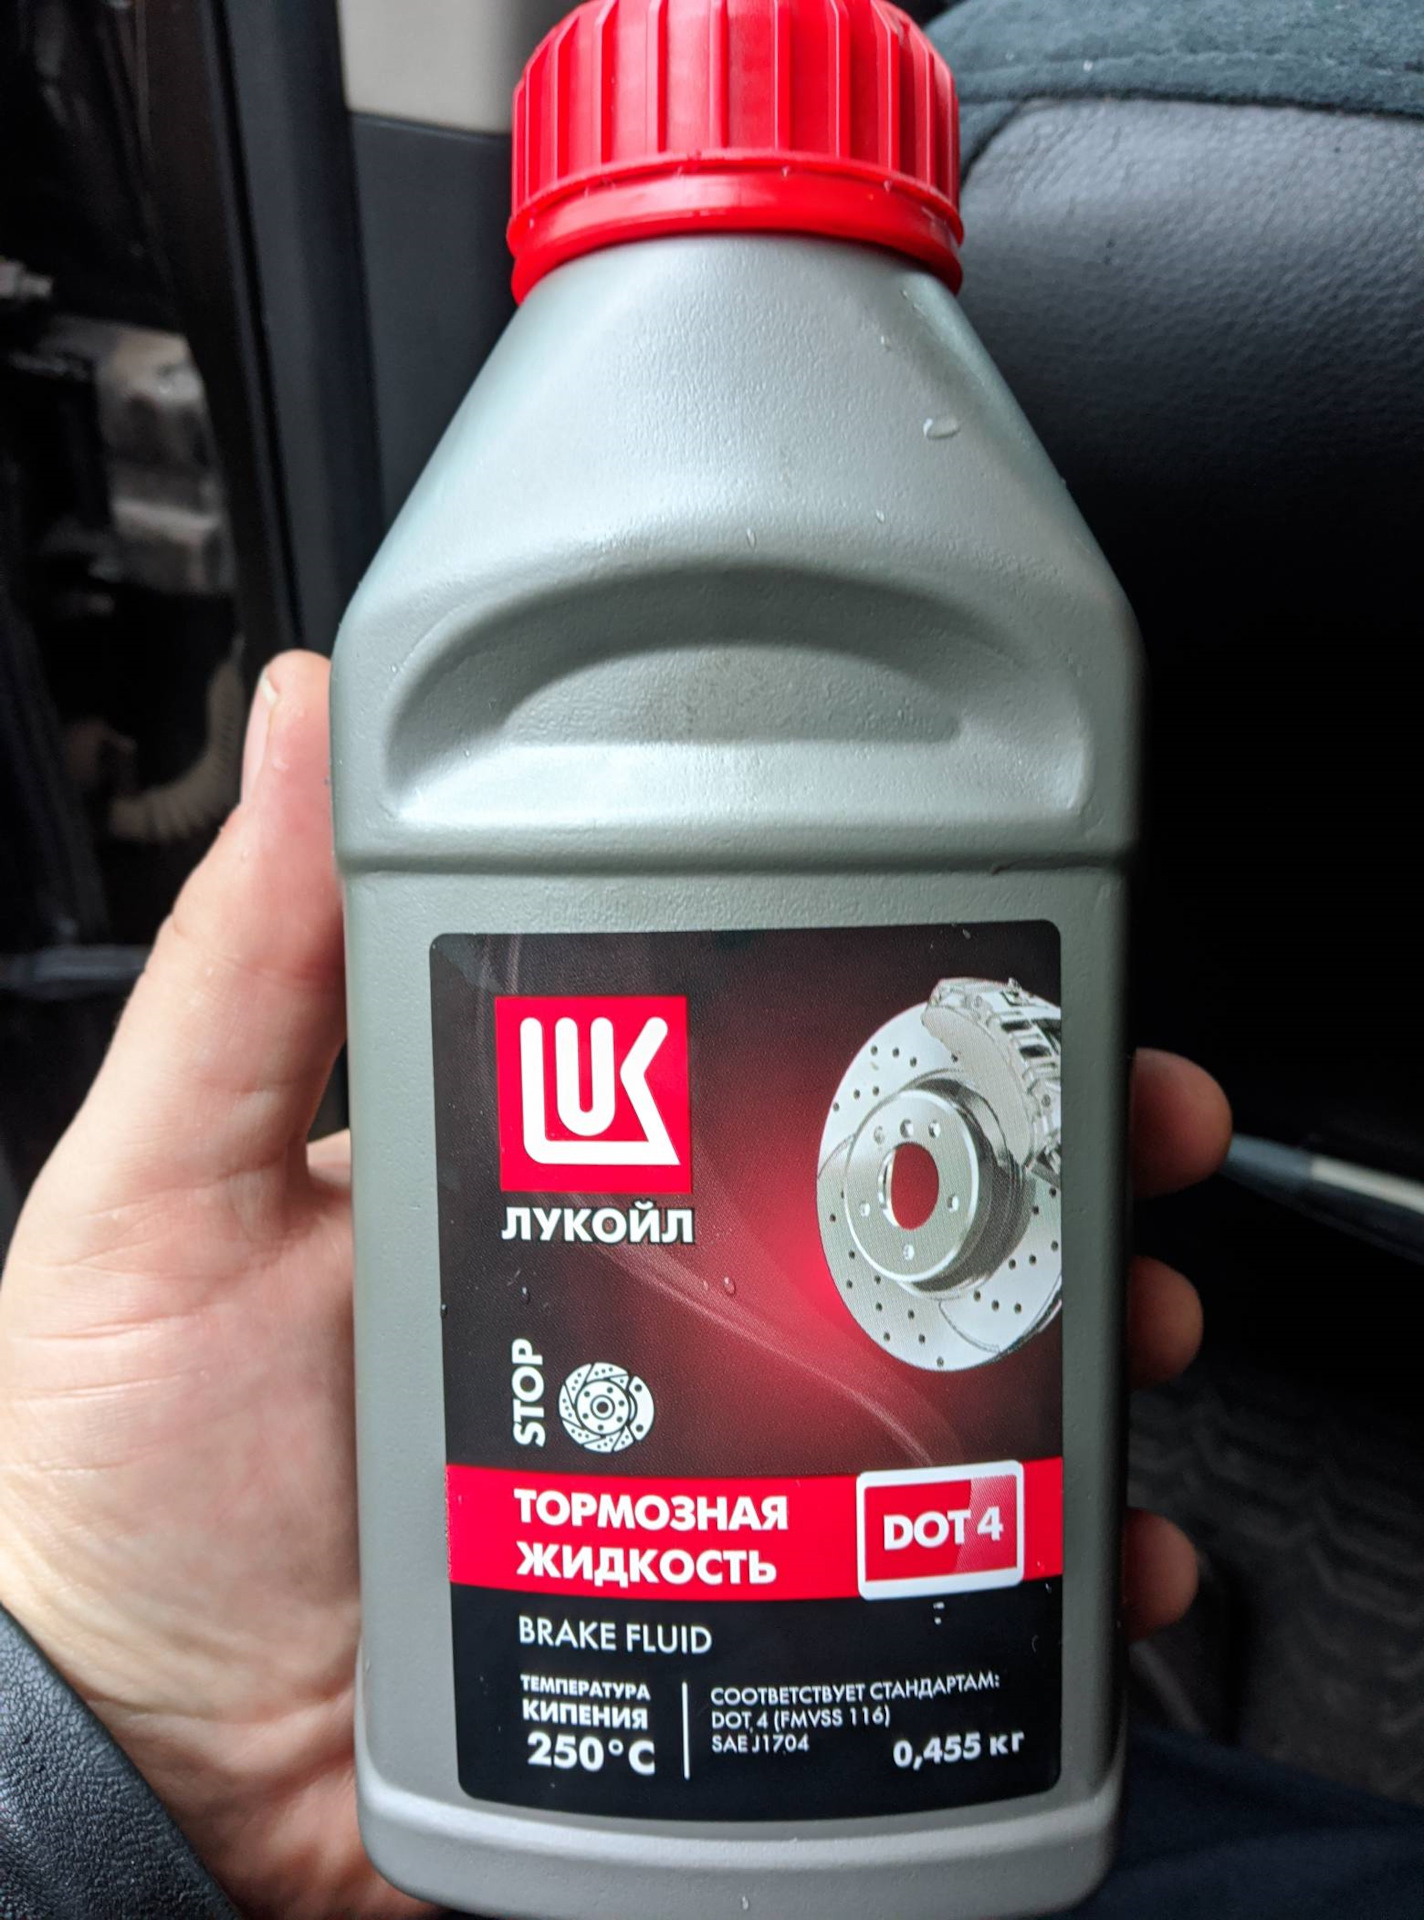 LUK
ЛУКОЙЛ
STOP
ТОРМОЗНАЯ
ЖИДКОСТЬ
DOT 4
BRAKE FLUID
ТЕМПЕРАТУРА
КИПЕНИЯ
250°C
СООТВЕТСТВУЕТ СТАНДАРТАМ:
DOT 4 (FMVSS 116)
SAE J1704
0,455 кг